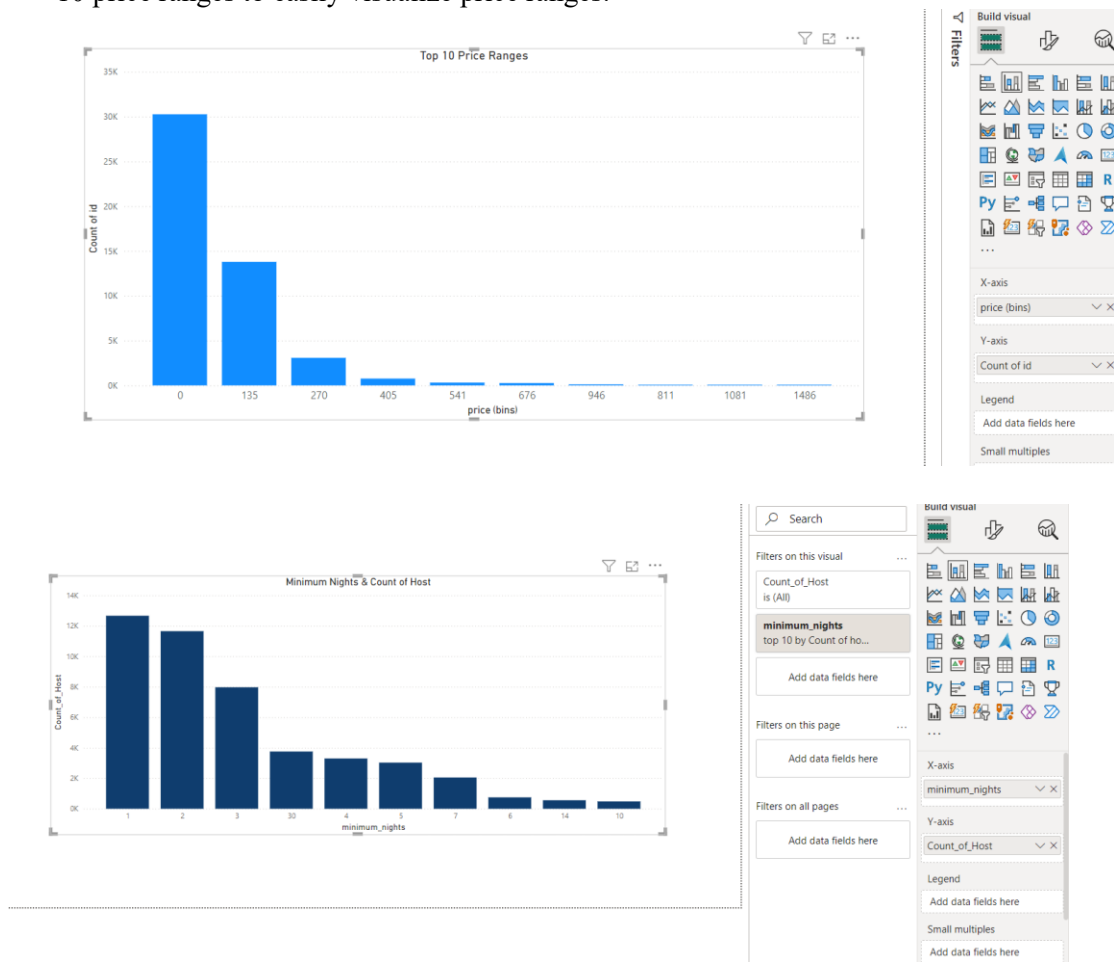 10 price ranges to easily visualize price ranges.
Top 10 Price Ranges
35K
30K
25K
20K
15K
10K
5K
0K
Count of id
0 135 270 405 541 676 946 811 1081 1486
price (bins)
Filters
Build visual
123
R
Py
...
X-axis
price (bins)
Y-axis
Count of id
Legend
Add data fields here
Small multiples
Minimum Nights & Count of Host
14K
12K
10K
8K
6K
4K
2K
0K
Count_of_Host
1 2 3 30 4 5 7 6 14 10
minimum_nights
Search
Filters on this visual ...
Count_of_Host
is (All)
minimum_nights
top 10 by Count of ho...
Add data fields here
Filters on this page ...
Add data fields here
Filters on all pages ...
Add data fields here
Build visual
123
R
Py
...
X-axis
minimum_nights
Y-axis
Count_of_Host
Legend
Add data fields here
Small multiples
Add data fields here